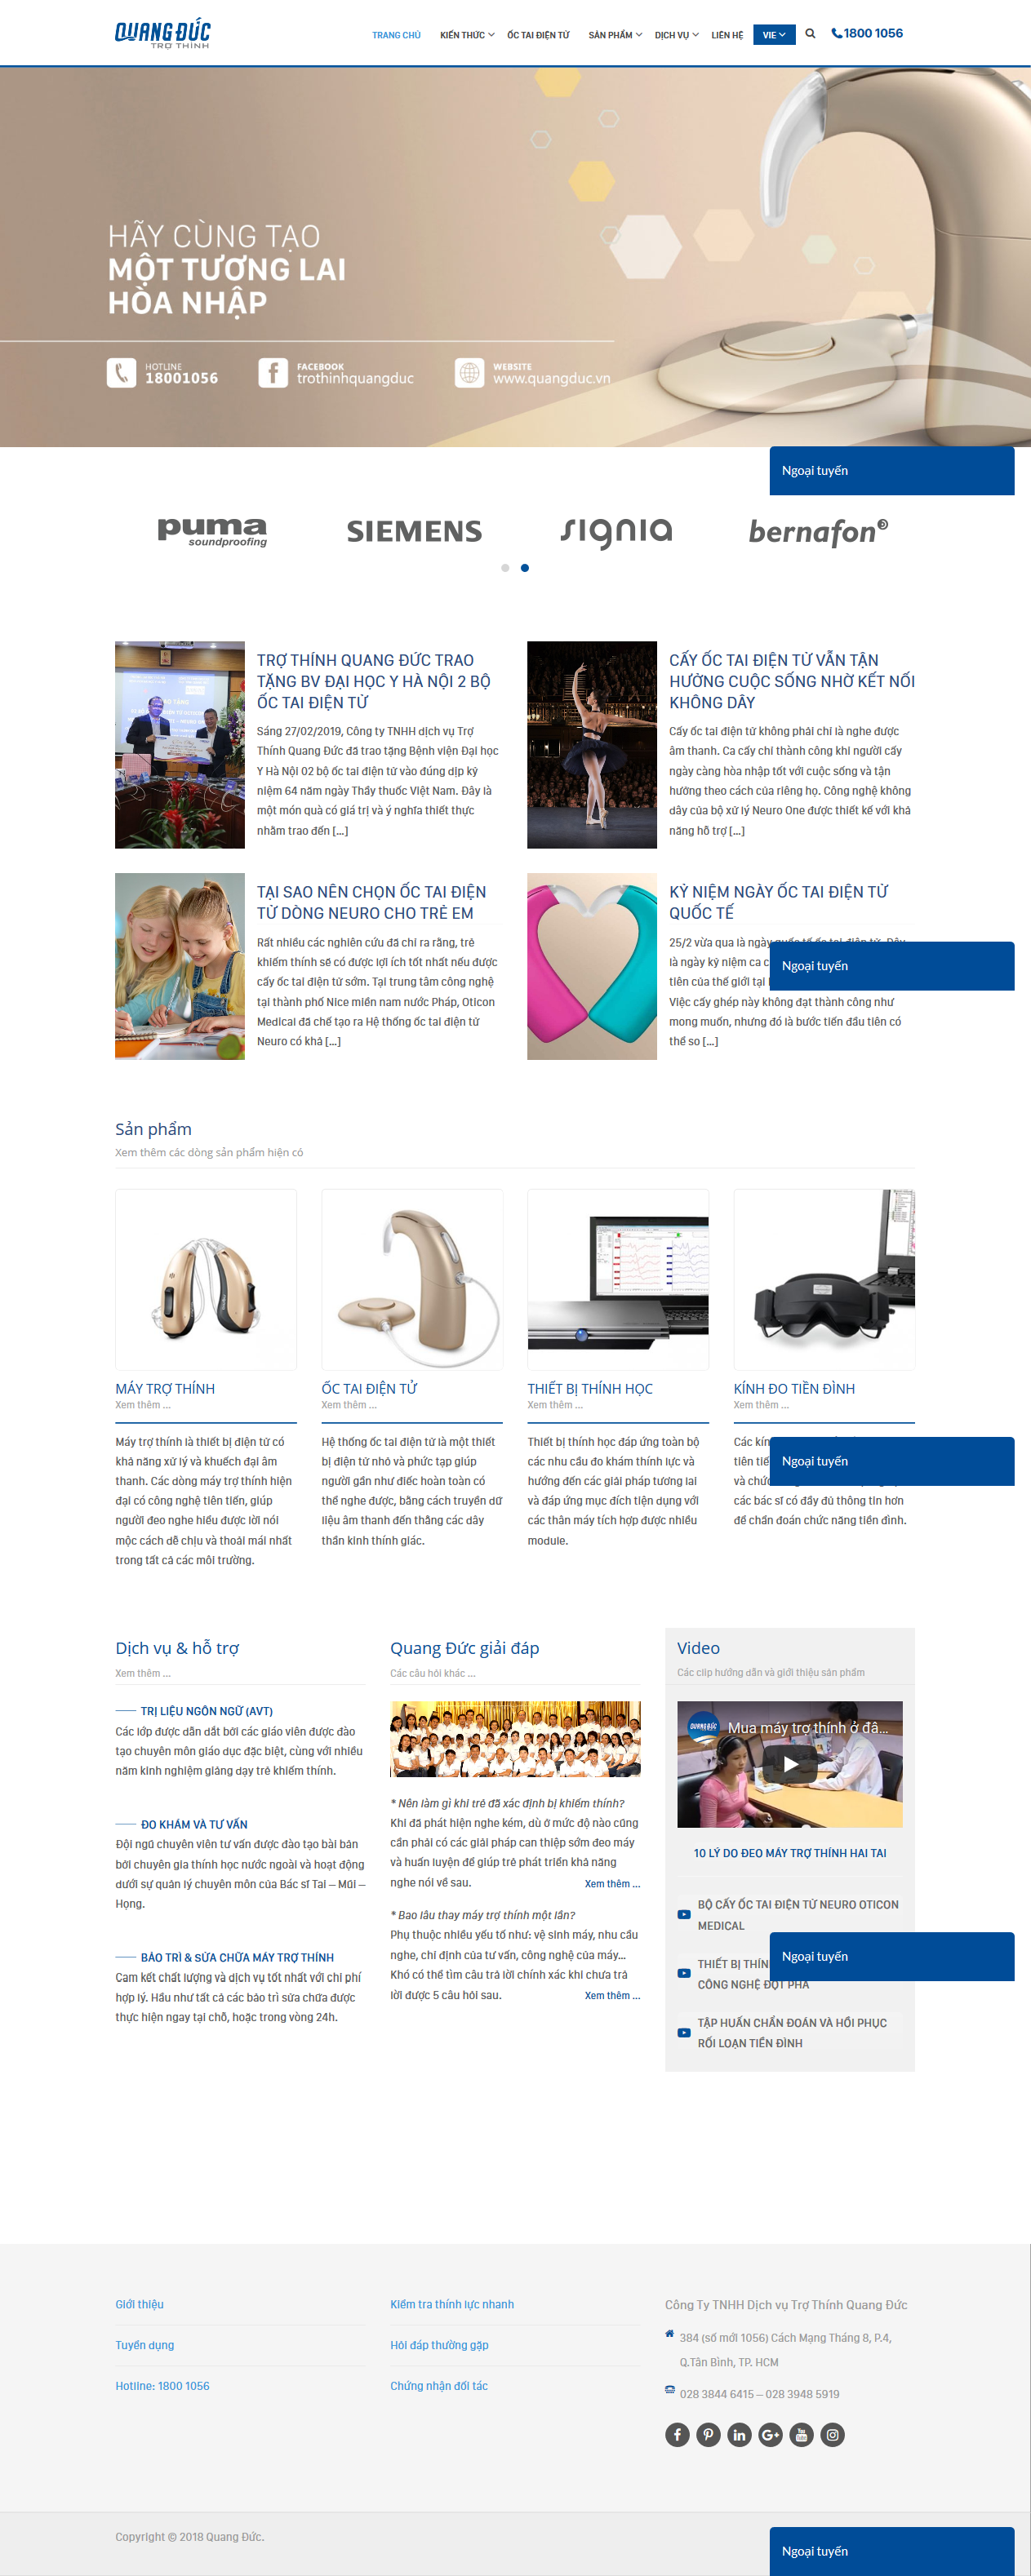 QUANG ĐỨC
TRỢ THÍNH
TRANG CHỦ KIẾN THỨC ỐC TAI ĐIỆN TỬ SẢN PHẨM DỊCH VỤ LIÊN HỆ VIE 1800 1056
HÃY CÙNG TẠO
MỘT TƯƠNG LAI
HÒA NHẬP
HOTLINE
18001056
FACEBOOK
trothinhquangduc
WEBSITE
www.quangduc.vn
Ngoại tuyến
puma
soundproofing
SIEMENS
signia
bernafon
TRỢ THÍNH QUANG ĐỨC TRAO
TẶNG BV ĐẠI HỌC Y HÀ NỘI 2 BỘ
ỐC TAI ĐIỆN TỬ
Sáng 27/02/2019, Công ty TNHH dịch vụ Trợ
Thính Quang Đức đã trao tặng Bệnh viện Đại học
Y Hà Nội 02 bộ ốc tai điện tử vào đúng dịp kỷ
niệm 64 năm ngày Thầy thuốc Việt Nam. Đây là
một món quà có giá trị và ý nghĩa thiết thực
nhằm trao đến [...]
CẤY ỐC TAI ĐIỆN TỬ VẪN TẬN
HƯỞNG CUỘC SỐNG NHỜ KẾT NỐI
KHÔNG DÂY
Cấy ốc tai điện tử không phải chỉ là nghe được
âm thanh. Ca cấy chỉ thành công khi người cấy
ngày càng hòa nhập tốt với cuộc sống và tận
hưởng theo cách của riêng họ. Công nghệ không
dây của bộ xử lý Neuro One được thiết kế với khả
năng hỗ trợ [...]
TẠI SAO NÊN CHỌN ỐC TAI ĐIỆN
TỬ DÒNG NEURO CHO TRẺ EM
Rất nhiều các nghiên cứu đã chỉ ra rằng, trẻ
khiếm thính sẽ có được lợi ích tốt nhất nếu được
cấy ốc tai điện tử sớm. Tại trung tâm công nghệ
tại thành phố Nice miền nam nước Pháp, Oticon
Medical đã chế tạo ra Hệ thống ốc tai điện tử
Neuro có khả [...]
KỶ NIỆM NGÀY ỐC TAI ĐIỆN TỬ
QUỐC TẾ
25/2 vừa qua là ngày quốc tế ốc tai điện tử. Đây
là ngày kỷ niệm ca c
Ngoại tuyến
tiên của thế giới tại
Việc cấy ghép này không đạt thành công như
mong muốn, nhưng đó là bước tiến đầu tiên có
thể so [...]
Sản phẩm
Xem thêm các dòng sản phẩm hiện có
MÁY TRỢ THÍNH
Xem thêm ...
Máy trợ thính là thiết bị điện tử có
khả năng xử lý và khuếch đại âm
thanh. Các dòng máy trợ thính hiện
đại có công nghệ tiên tiến, giúp
người đeo nghe hiểu được lời nói
mộc cách dễ chịu và thoải mái nhất
trong tất cả các môi trường.
ỐC TAI ĐIỆN TỬ
Xem thêm ...
Hệ thống ốc tai điện tử là một thiết
bị điện tử nhỏ và phức tạp giúp
người gần như điếc hoàn toàn có
thể nghe được, bằng cách truyền dữ
liệu âm thanh đến thẳng các dây
thần kinh thính giác.
THIẾT BỊ THÍNH HỌC
Xem thêm ...
Thiết bị thính học đáp ứng toàn bộ
các nhu cầu đo khám thính lực và
hướng đến các giải pháp tương lai
và đáp ứng mục đích tiện dụng với
các thân máy tích hợp được nhiều
module.
KÍNH ĐO TIỀN ĐÌNH
Xem thêm ...
Các kín
Ngoại tuyến
tiên tiế
và chức
các bác sĩ có đầy đủ thông tin hơn
để chẩn đoán chức năng tiền đình.
Dịch vụ & hỗ trợ
Xem thêm ...
TRỊ LIỆU NGÔN NGỮ (AVT)
Các lớp được dẫn dắt bởi các giáo viên được đào
tạo chuyên môn giáo dục đặc biệt, cùng với nhiều
năm kinh nghiệm giảng dạy trẻ khiếm thính.
ĐO KHÁM VÀ TƯ VẤN
Đội ngũ chuyên viên tư vấn được đào tạo bài bản
bởi chuyên gia thính học nước ngoài và hoạt động
dưới sự quản lý chuyên môn của Bác sĩ Tai – Mũi –
Họng.
BẢO TRÌ & SỬA CHỮA MÁY TRỢ THÍNH
Cam kết chất lượng và dịch vụ tốt nhất với chi phí
hợp lý. Hầu như tất cả các bảo trì sửa chữa được
thực hiện ngay tại chỗ, hoặc trong vòng 24h.
Quang Đức giải đáp
Các câu hỏi khác ...
* Nên làm gì khi trẻ đã xác định bị khiếm thính?
Khi đã phát hiện nghe kém, dù ở mức độ nào cũng
cần phải có các giải pháp can thiệp sớm đeo máy
và huấn luyện để giúp trẻ phát triển khả năng
nghe nói về sau. Xem thêm ...
* Bao lâu thay máy trợ thính một lần?
Phụ thuộc nhiều yếu tố như: vệ sinh máy, nhu cầu
nghe, chỉ định của tư vấn, công nghệ của máy...
Khó có thể tìm câu trả lời chính xác khi chưa trả
lời được 5 câu hỏi sau. Xem thêm ...
Video
Các clip hướng dẫn và giới thiệu sản phẩm
QUANG ĐỨC
Mua máy trợ thính ở đâ...
10 LÝ DO ĐEO MÁY TRỢ THÍNH HAI TAI
BỘ CẤY ỐC TAI ĐIỆN TỬ NEURO OTICON
MEDICAL
Ngoại tuyến
THIẾT BỊ THÍN
CÔNG NGHỆ ĐỘT PHÁ
TẬP HUẤN CHẨN ĐOÁN VÀ HỒI PHỤC
RỐI LOẠN TIỀN ĐÌNH
Giới thiệu
Tuyển dụng
Hotline: 1800 1056
Kiểm tra thính lực nhanh
Hỏi đáp thường gặp
Chứng nhận đối tác
Công Ty TNHH Dịch vụ Trợ Thính Quang Đức
384 (số mới 1056) Cách Mạng Tháng 8, P.4,
Q.Tân Bình, TP. HCM
028 3844 6415 – 028 3948 5919
Copyright © 2018 Quang Đức.
Ngoại tuyến